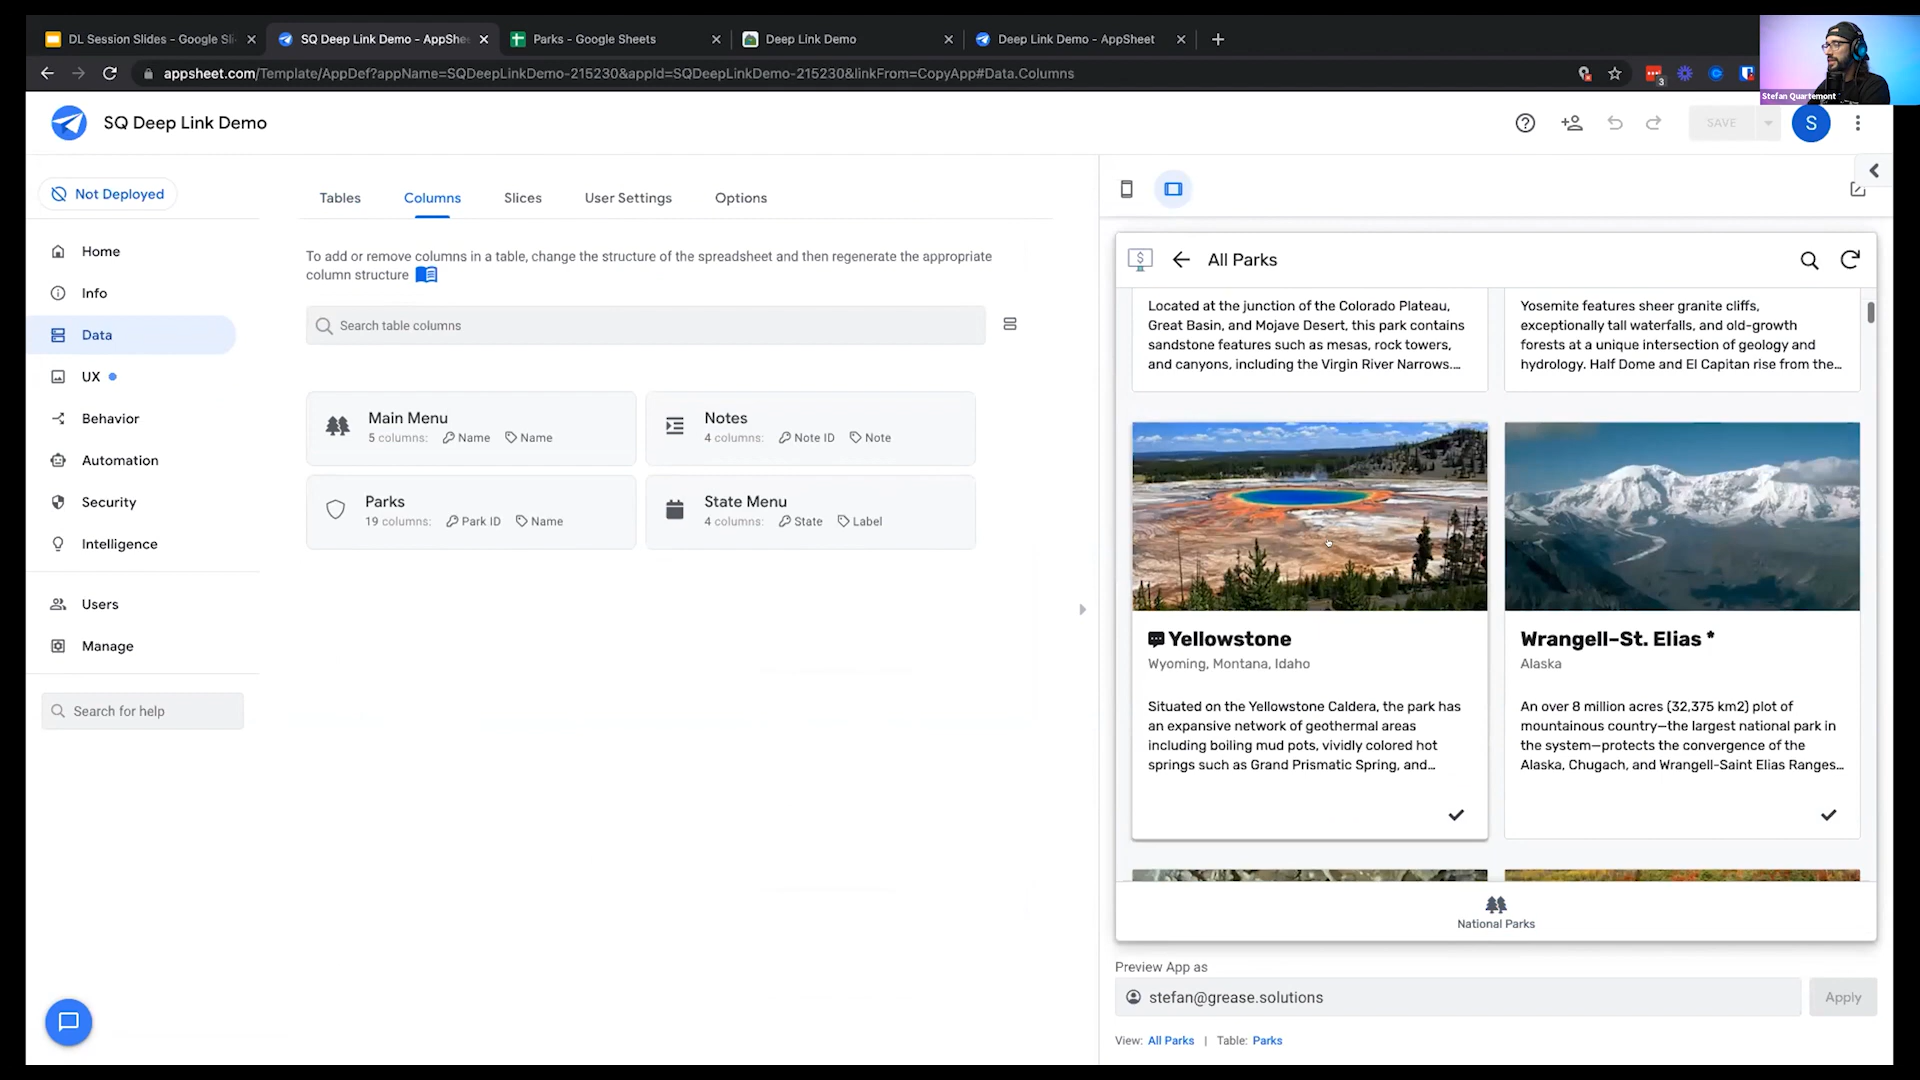 DL Session Slides - Google Sli
SQ Deep Link Demo - AppShe
Parks - Google Sheets
Deep Link Demo
Deep Link Demo - AppSheet
appsheet.com/Template/AppDef?appName=SQDeepLinkDemo-215230&appId=SQDeepLinkDemo-215230&linkFrom=CopyApp#Data.Columns
3
Stefan Quartemont
SQ Deep Link Demo
SAVE
S
Not Deployed
Home
Info
Data
UX
Behavior
Automation
Security
Intelligence
Users
Manage
Search for help
Tables
Columns
Slices
User Settings
Options
To add or remove columns in a table, change the structure of the spreadsheet and then regenerate the appropriate
column structure
Search table columns
Main Menu
5 columns: Name Name
Notes
4 columns: Note ID Note
Parks
19 columns: Park ID Name
State Menu
4 columns: State Label
All Parks
Located at the junction of the Colorado Plateau,
Great Basin, and Mojave Desert, this park contains
sandstone features such as mesas, rock towers,
and canyons, including the Virgin River Narrows....
Yosemite features sheer granite cliffs,
exceptionally tall waterfalls, and old-growth
forests at a unique intersection of geology and
hydrology. Half Dome and El Capitan rise from the...
Yellowstone
Wyoming, Montana, Idaho
Situated on the Yellowstone Caldera, the park has
an expansive network of geothermal areas
including boiling mud pots, vividly colored hot
springs such as Grand Prismatic Spring, and...
Wrangell–St. Elias *
Alaska
An over 8 million acres (32,375 km2) plot of
mountainous country—the largest national park in
the system—protects the convergence of the
Alaska, Chugach, and Wrangell-Saint Elias Ranges...
National Parks
Preview App as
stefan@grease.solutions
Apply
View: All Parks | Table: Parks